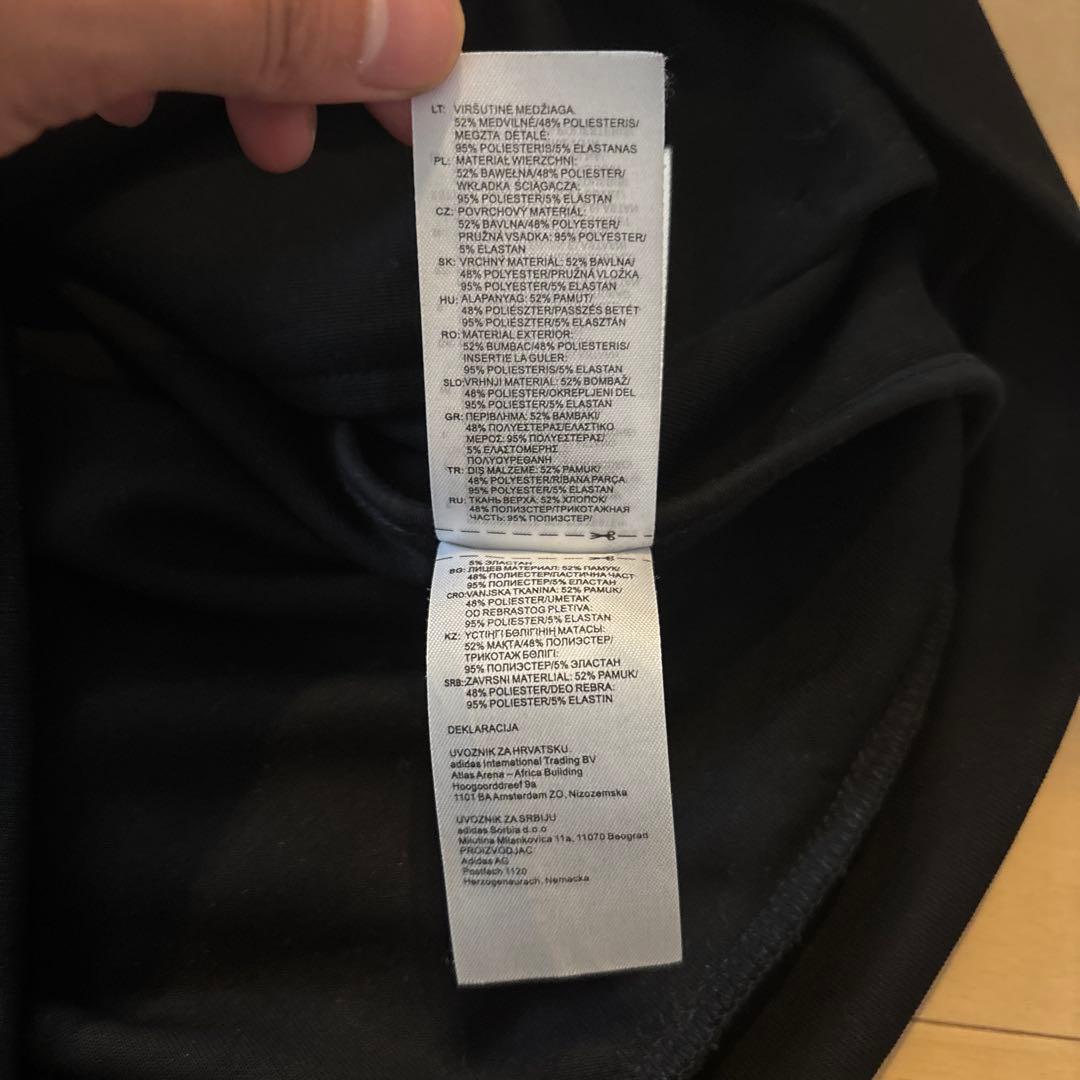 LT: VIRŠUTINĖ MEDŽIAGA:
52% MEDVILNĖ/48% POLIESTERIS/
MEGZTA DETALĖ:
95% POLIESTERIS/5% ELASTANAS
PL: MATERIAŁ WIERZCHNI:
52% BAWEŁNA/48% POLIESTER/
WKŁADKA ŚCIĄGACZA:
95% POLIESTER/5% ELASTAN
CZ: POVRCHOVÝ MATERIÁL:
52% BAVLNA/48% POLYESTER/
PRUŽNÁ VSADKA: 95% POLYESTER/
5% ELASTAN
SK: VRCHNÝ MATERIÁL: 52% BAVLNA/
48% POLYESTER/PRUŽNÁ VLOŽKA
95% POLYESTER/5% ELASTAN
HU: ALAPANYAG: 52% PAMUT/
48% POLIÉSZTER/PASSZÉS BETÉT
95% POLIÉSZTER/5% ELASZTÁN
RO: MATERIAL EXTERIOR:
52% BUMBAC/48% POLIESTERIS/
INSERTIE LA GULER:
95% POLIESTERIS/5% ELASTAN
SLO:VRHNJI MATERIAL: 52% BOMBAŽ/
48% POLIESTER/OKREPLJENI DEL
95% POLIESTER/5% ELASTAN
GR: ΠΕΡΙΒΛΗΜΑ: 52% ΒΑΜΒΑΚΙ/
48% ΠΟΛΥΕΣΤΕΡΑΣ/ΕΛΑΣΤΙΚΟ
ΜΕΡΟΣ: 95% ΠΟΛΥΕΣΤΕΡΑΣ/
5% ΕΛΑΣΤΟΜΕΡΗΣ
ΠΟΛΥΟΥΡΕΘΑΝΗ
TR: DIŞ MALZEME: 52% PAMUK/
48% POLYESTER/RİBANA PARÇA
95% POLYESTER/5% ELASTAN
RU: ТКАНЬ ВЕРХА: 52% ХЛОПОК/
48% ПОЛИЭСТЕР/ТРИКОТАЖНАЯ
ЧАСТЬ: 95% ПОЛИЭСТЕР/
5% ЭЛАСТАН
BG: ЛИЦЕВ МАТЕРИАЛ: 52% ПАМУК/
48% ПОЛИЕСТЕР/ЛАСТИЧНА ЧАСТ
95% ПОЛИЕСТЕР/5% ЕЛАСТАН
CRO:VANJSKA TKANINA: 52% PAMUK/
48% POLIESTER/UMETAK
OD REBRASTOG PLETIVA:
95% POLIESTER/5% ELASTAN
KZ: ҮСТІҢГІ БӨЛІГІНІҢ МАТАСЫ:
52% МАҚТА/48% ПОЛИЭСТЕР/
ТРИКОТАЖ БӨЛІГІ:
95% ПОЛИЭСТЕР/5% ЭЛАСТАН
SRB:ZAVRSNI MATERLIAL: 52% PAMUK/
48% POLIESTER/DEO REBRA:
95% POLIESTER/5% ELASTIN
DEKLARACIJA
UVOZNIK ZA HRVATSKU:
adidas International Trading BV
Atlas Arena – Africa Building
Hoogoorddreef 9a
1101 BA Amsterdam ZO, Nizozemska
UVOZNIK ZA SRBIJU
adidas Serbia d.o.o
Milutina Milankovica 11a, 11070 Beograd
PROIZVODJAC
Adidas AG
Postfach 1120
Herzogenaurach, Nemacka